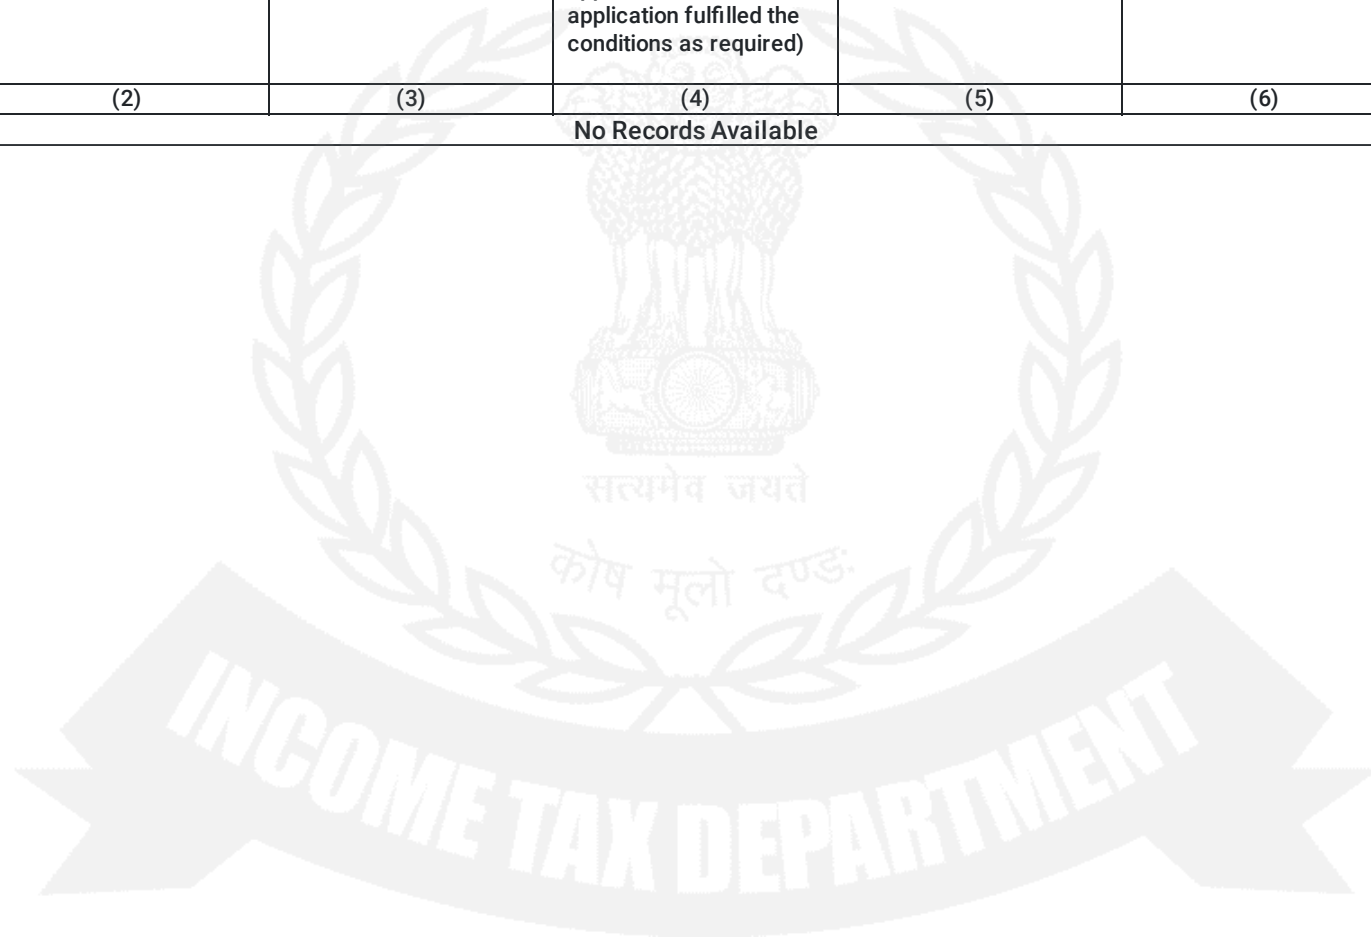 application fulfilled the
conditions as required)
(2) (3) (4) (5) (6)
No Records Available
सत्यमेव जयते
कोष मूलो दण्डः
INCOME TAX DEPARTMENT